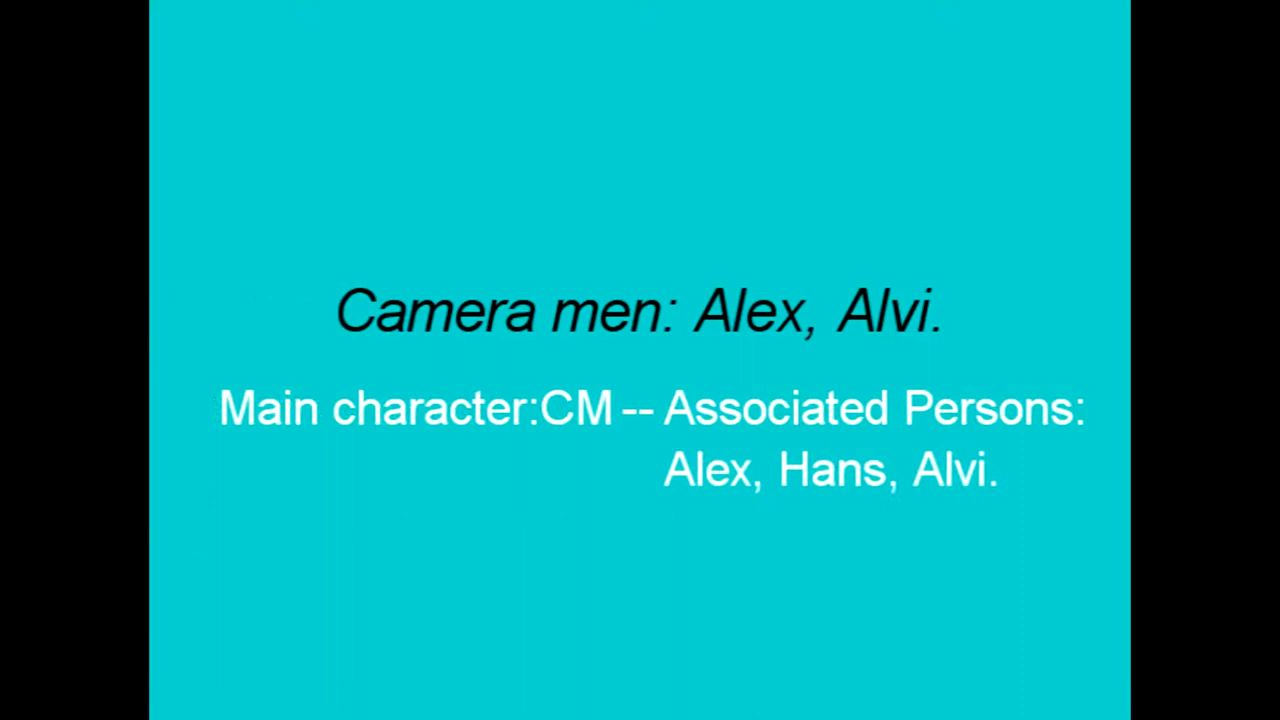 Camera men: Alex, Alvi.
Main character:CM -- Associated Persons:
Alex, Hans, Alvi.